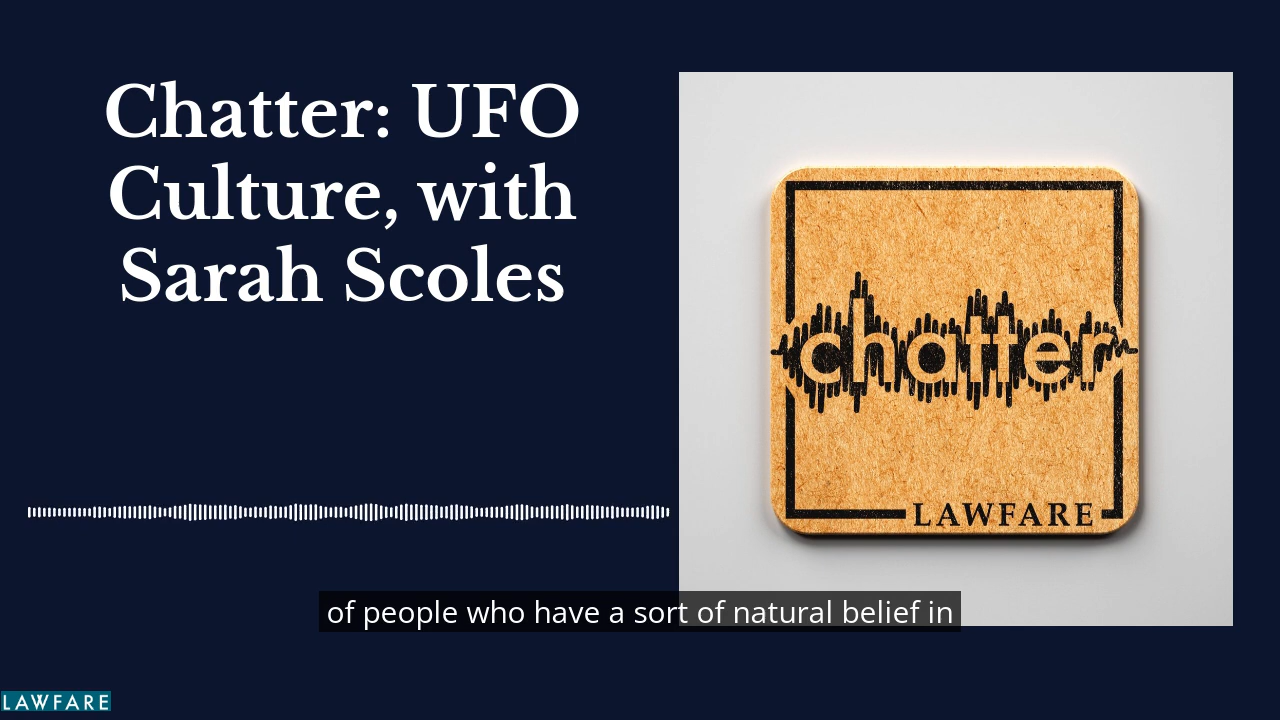 Chatter: UFO
Culture, with
Sarah Scoles
chatter
LAWFARE
of people who have a sort of natural belief in
LAWFARE